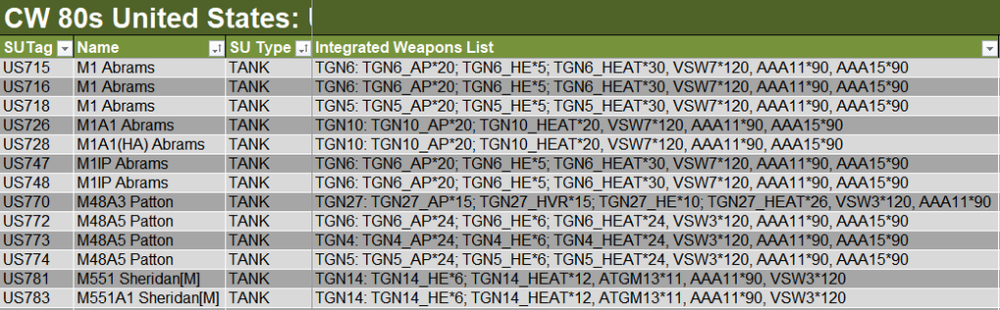 CW 80s United States:
SU Tag Name SU Type Integrated Weapons List
US715 M1 Abrams TANK TGN6: TGN6_AP*20; TGN6_HE*5; TGN6_HEAT*30, VSW7*120, AAA11*90, AAA15*90
US716 M1 Abrams TANK TGN6: TGN6_AP*20; TGN6_HE*5; TGN6_HEAT*30, VSW7*120, AAA11*90, AAA15*90
US718 M1 Abrams TANK TGN5: TGN5_AP*20; TGN5_HE*5; TGN5_HEAT*30, VSW7*120, AAA11*90, AAA15*90
US726 M1A1 Abrams TANK TGN10: TGN10_AP*20; TGN10_HEAT*20, VSW7*120, AAA11*90, AAA15*90
US728 M1A1(HA) Abrams TANK TGN10: TGN10_AP*20; TGN10_HEAT*20, VSW7*120, AAA11*90, AAA15*90
US747 M1IP Abrams TANK TGN6: TGN6_AP*20; TGN6_HE*5; TGN6_HEAT*30, VSW7*120, AAA11*90, AAA15*90
US748 M1IP Abrams TANK TGN6: TGN6_AP*20; TGN6_HE*5; TGN6_HEAT*30, VSW7*120, AAA11*90, AAA15*90
US770 M48A3 Patton TANK TGN27: TGN27_AP*15; TGN27_HVR*15; TGN27_HE*10; TGN27_HEAT*26, VSW3*120, AAA11*90
US772 M48A5 Patton TANK TGN6: TGN6_AP*24; TGN6_HE*6; TGN6_HEAT*24, VSW3*120, AAA11*90, AAA15*90
US773 M48A5 Patton TANK TGN4: TGN4_AP*24; TGN4_HE*6; TGN4_HEAT*24, VSW3*120, AAA11*90, AAA15*90
US774 M48A5 Patton TANK TGN5: TGN5_AP*24; TGN5_HE*6; TGN5_HEAT*24, VSW3*120, AAA11*90, AAA15*90
US781 M551 Sheridan[M] TANK TGN14: TGN14_HE*6; TGN14_HEAT*12, ATGM13*11, AAA11*90, VSW3*120
US783 M551A1 Sheridan[M] TANK TGN14: TGN14_HE*6; TGN14_HEAT*12, ATGM13*11, AAA11*90, VSW3*120